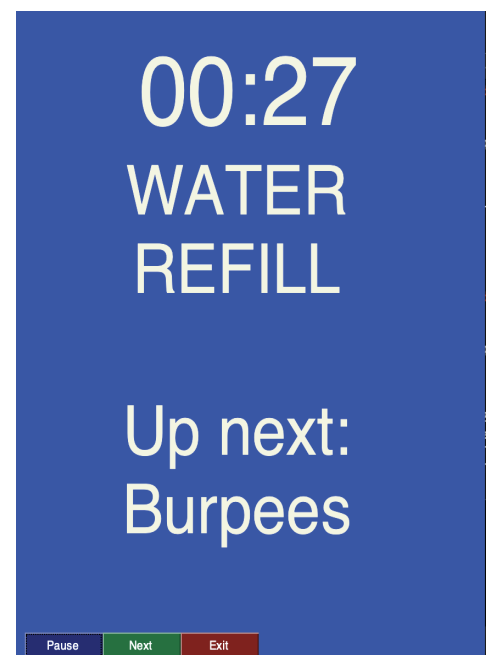 00:27
WATER
REFILL
Up next:
Burpees
Pause Next Exit